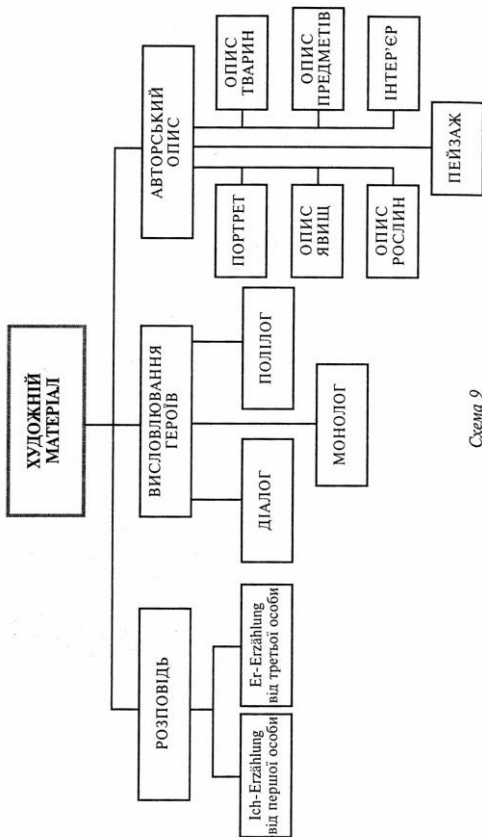 ХУДОЖНІЙ
МАТЕРІАЛ
РОЗПОВІДЬ
Ich-Erzählung
від першої особи
Er-Erzählung
від третьої особи
ВИСЛОВЛЮВАННЯ
ГЕРОЇВ
ДІАЛОГ
МОНОЛОГ
ПОЛІЛОГ
АВТОРСЬКИЙ
ОПИС
ПОРТРЕТ
ОПИС
ТВАРИН
ОПИС
ЯВИЩ
ОПИС
ПРЕДМЕТІВ
ОПИС
РОСЛИН
ІНТЕР'ЄР
ПЕЙЗАЖ
Схема 9